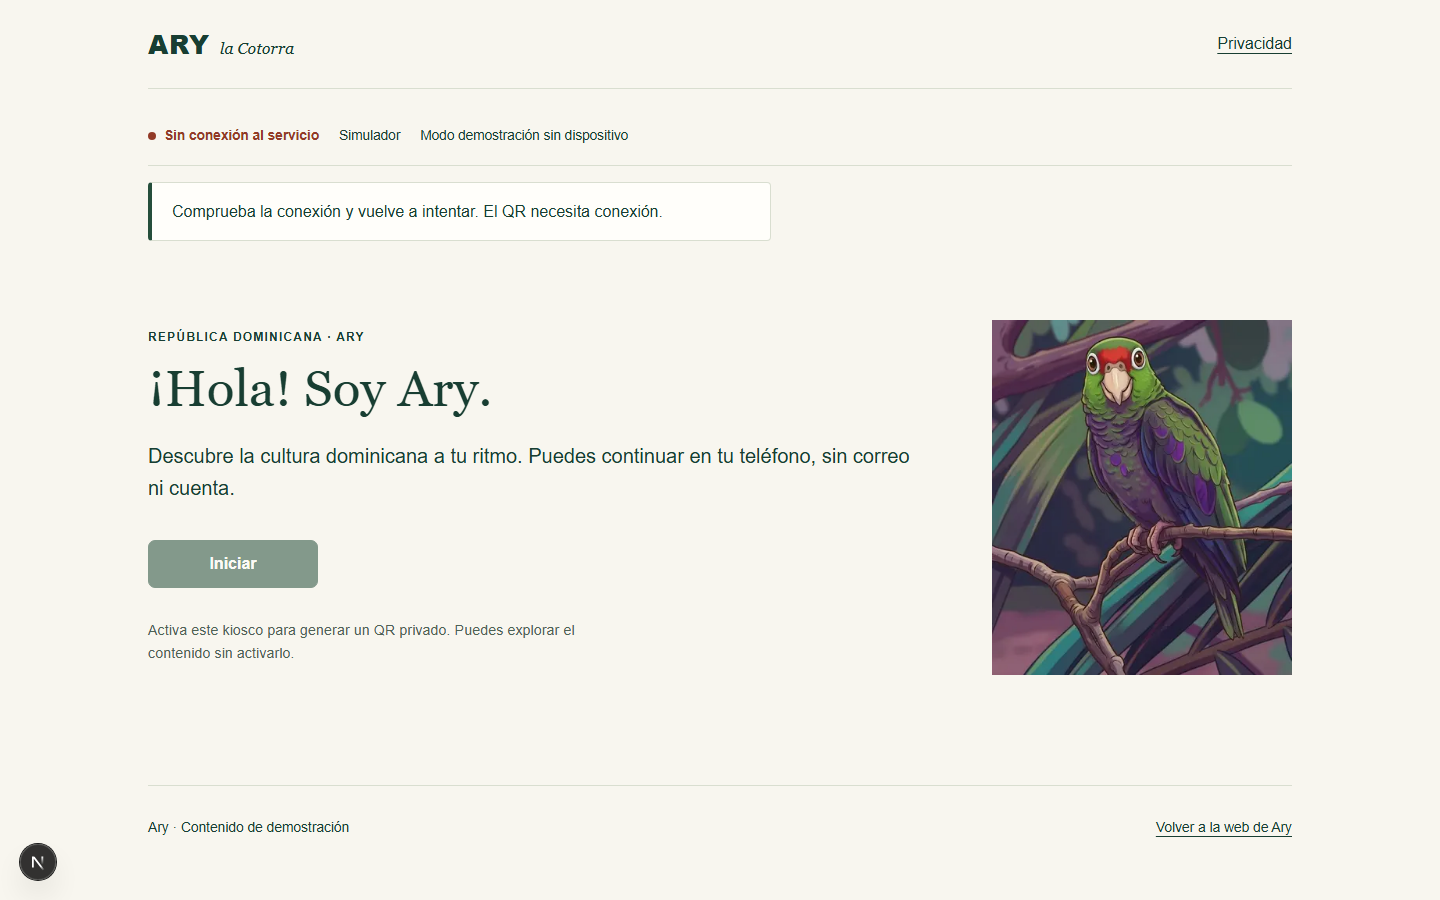 ARY la Cotorra
Privacidad
Sin conexión al servicio Simulador Modo demostración sin dispositivo
Comprueba la conexión y vuelve a intentar. El QR necesita conexión.
REPÚBLICA DOMINICANA · ARY
¡Hola! Soy Ary.
Descubre la cultura dominicana a tu ritmo. Puedes continuar en tu teléfono, sin correo
ni cuenta.
Iniciar
Activa este kiosco para generar un QR privado. Puedes explorar el
contenido sin activarlo.
Ary · Contenido de demostración
Volver a la web de Ary
N